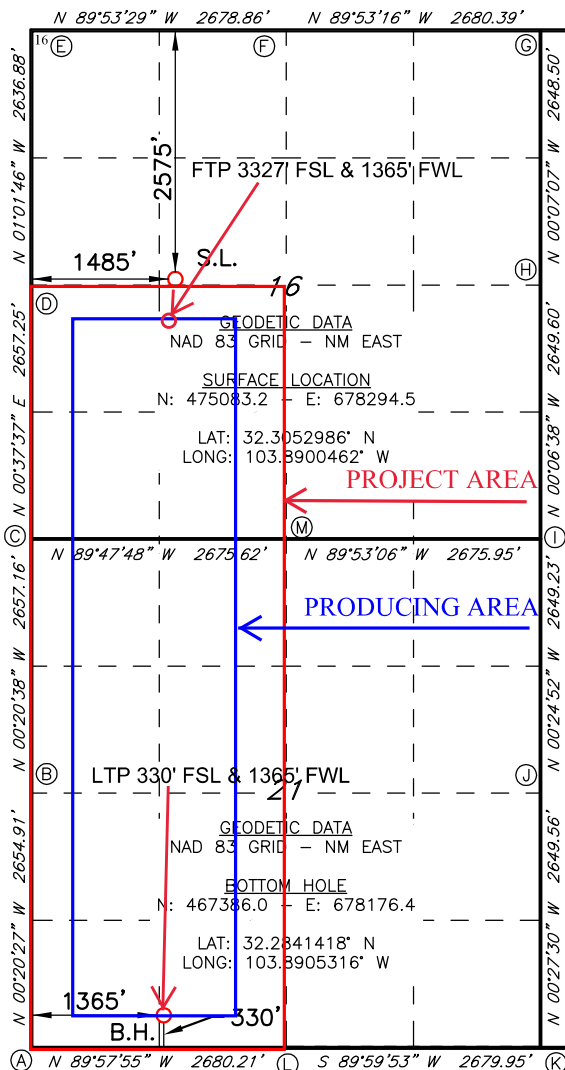 N 89°53'29" W 2678.86'
N 89°53'16" W 2680.39'
16
E
F
G
N 01°01'46" W 2636.88'
N 00°07'07" W 2648.50'
2575'
FTP 3327' FSL & 1365' FWL
1485'
S.L.
H
D
16
GEODETIC DATA
NAD 83 GRID – NM EAST
SURFACE LOCATION
N: 475083.2 – E: 678294.5
LAT: 32.3052986° N
LONG: 103.8900462° W
N 00°37'37" E 2657.25'
N 00°06'38" W 2649.60'
PROJECT AREA
C
M
I
N 89°47'48" W 2675.62'
N 89°53'06" W 2675.95'
PRODUCING AREA
N 00°20'38" W 2657.16'
N 00°24'52" W 2649.23'
B
J
LTP 330' FSL & 1365' FWL
21
GEODETIC DATA
NAD 83 GRID – NM EAST
BOTTOM HOLE
N: 467386.0 – E: 678176.4
LAT: 32.2841418° N
LONG: 103.8905316° W
N 00°20'27" W 2654.91'
N 00°27'30" W 2649.56'
1365'
330'
B.H.
A
N 89°57'55" W 2680.21'
L
S 89°59'53" W 2679.95'
K